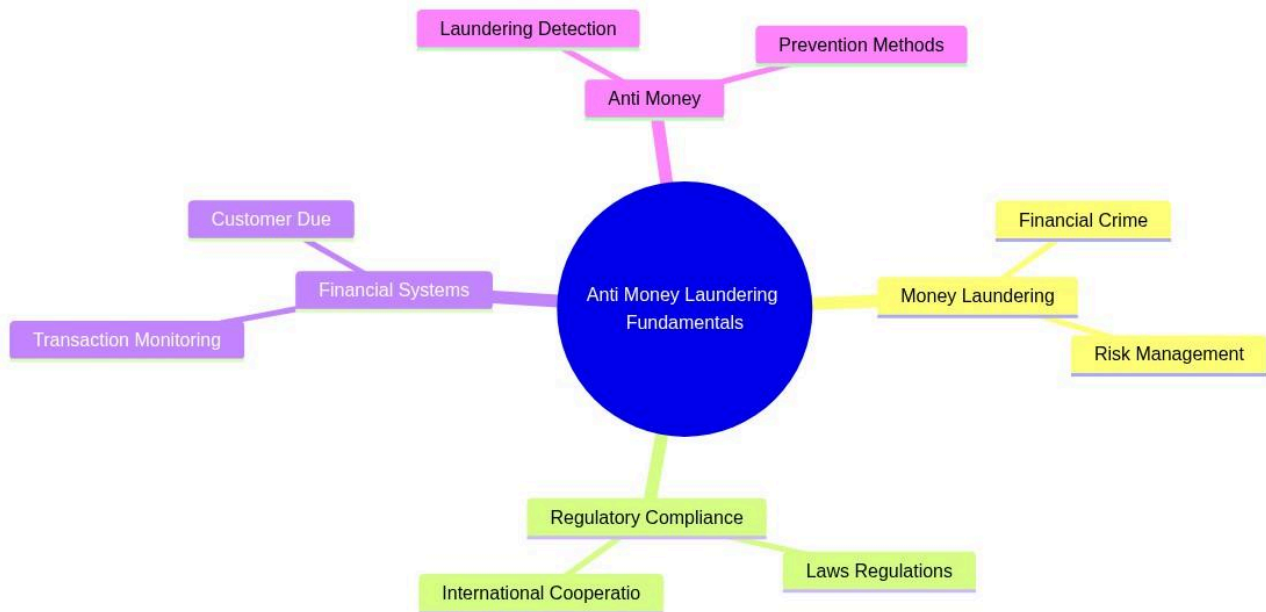 Laundering Detection
Prevention Methods
Anti Money
Customer Due
Financial Crime
Financial Systems
Anti Money Laundering
Fundamentals
Money Laundering
Transaction Monitoring
Risk Management
Regulatory Compliance
Laws Regulations
International Cooperatio